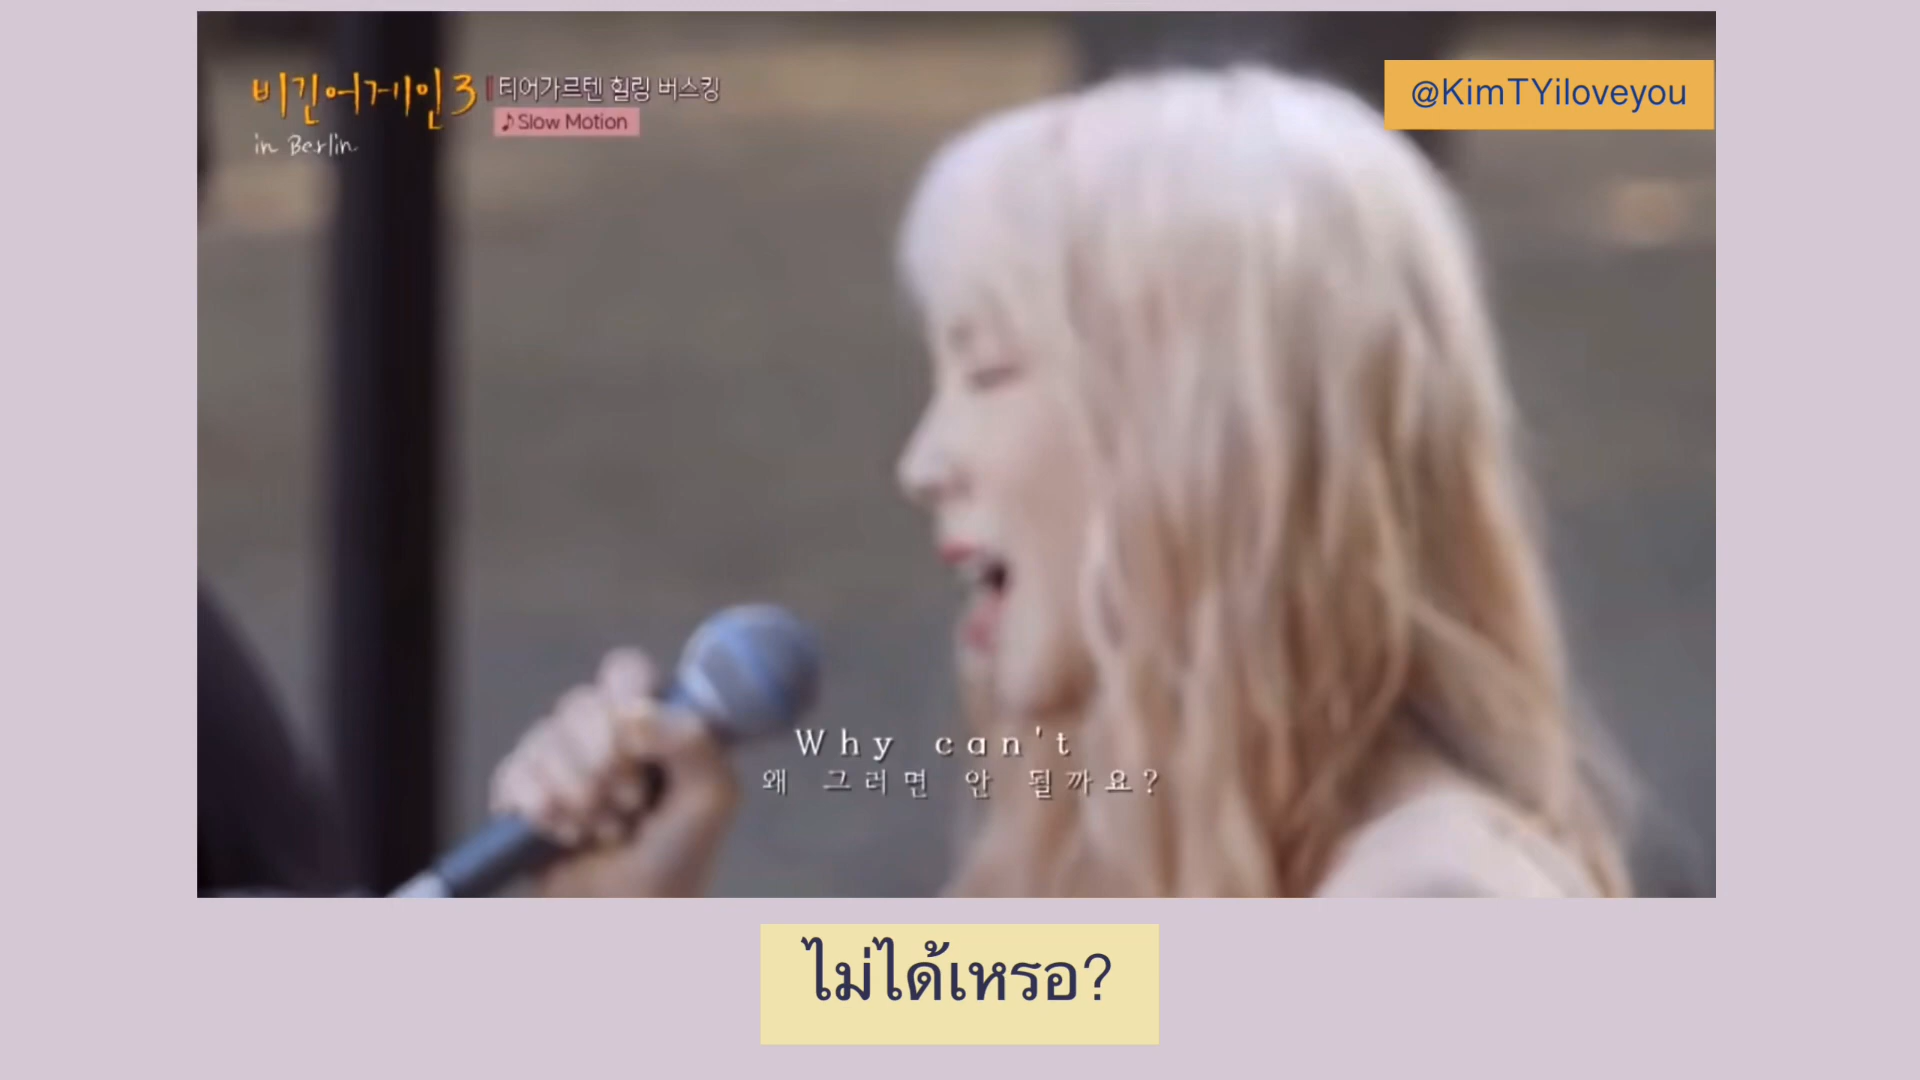 비긴어게인3
in Berlin
티어가르텐 힐링 버스킹
♪Slow Motion
@KimTYiloveyou
Why can't
왜 그러면 안 될까요?
ไม่ได้เหรอ?